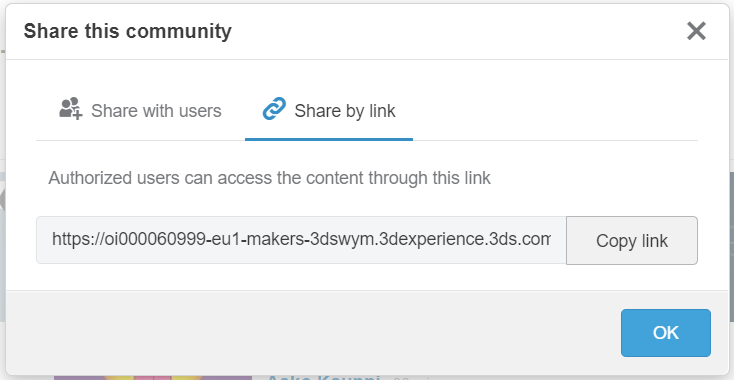 Share this community
Share with users
Share by link
Authorized users can access the content through this link
https://oi000060999-eu1-makers-3dswym.3dexperience.3ds.com
Copy link
OK